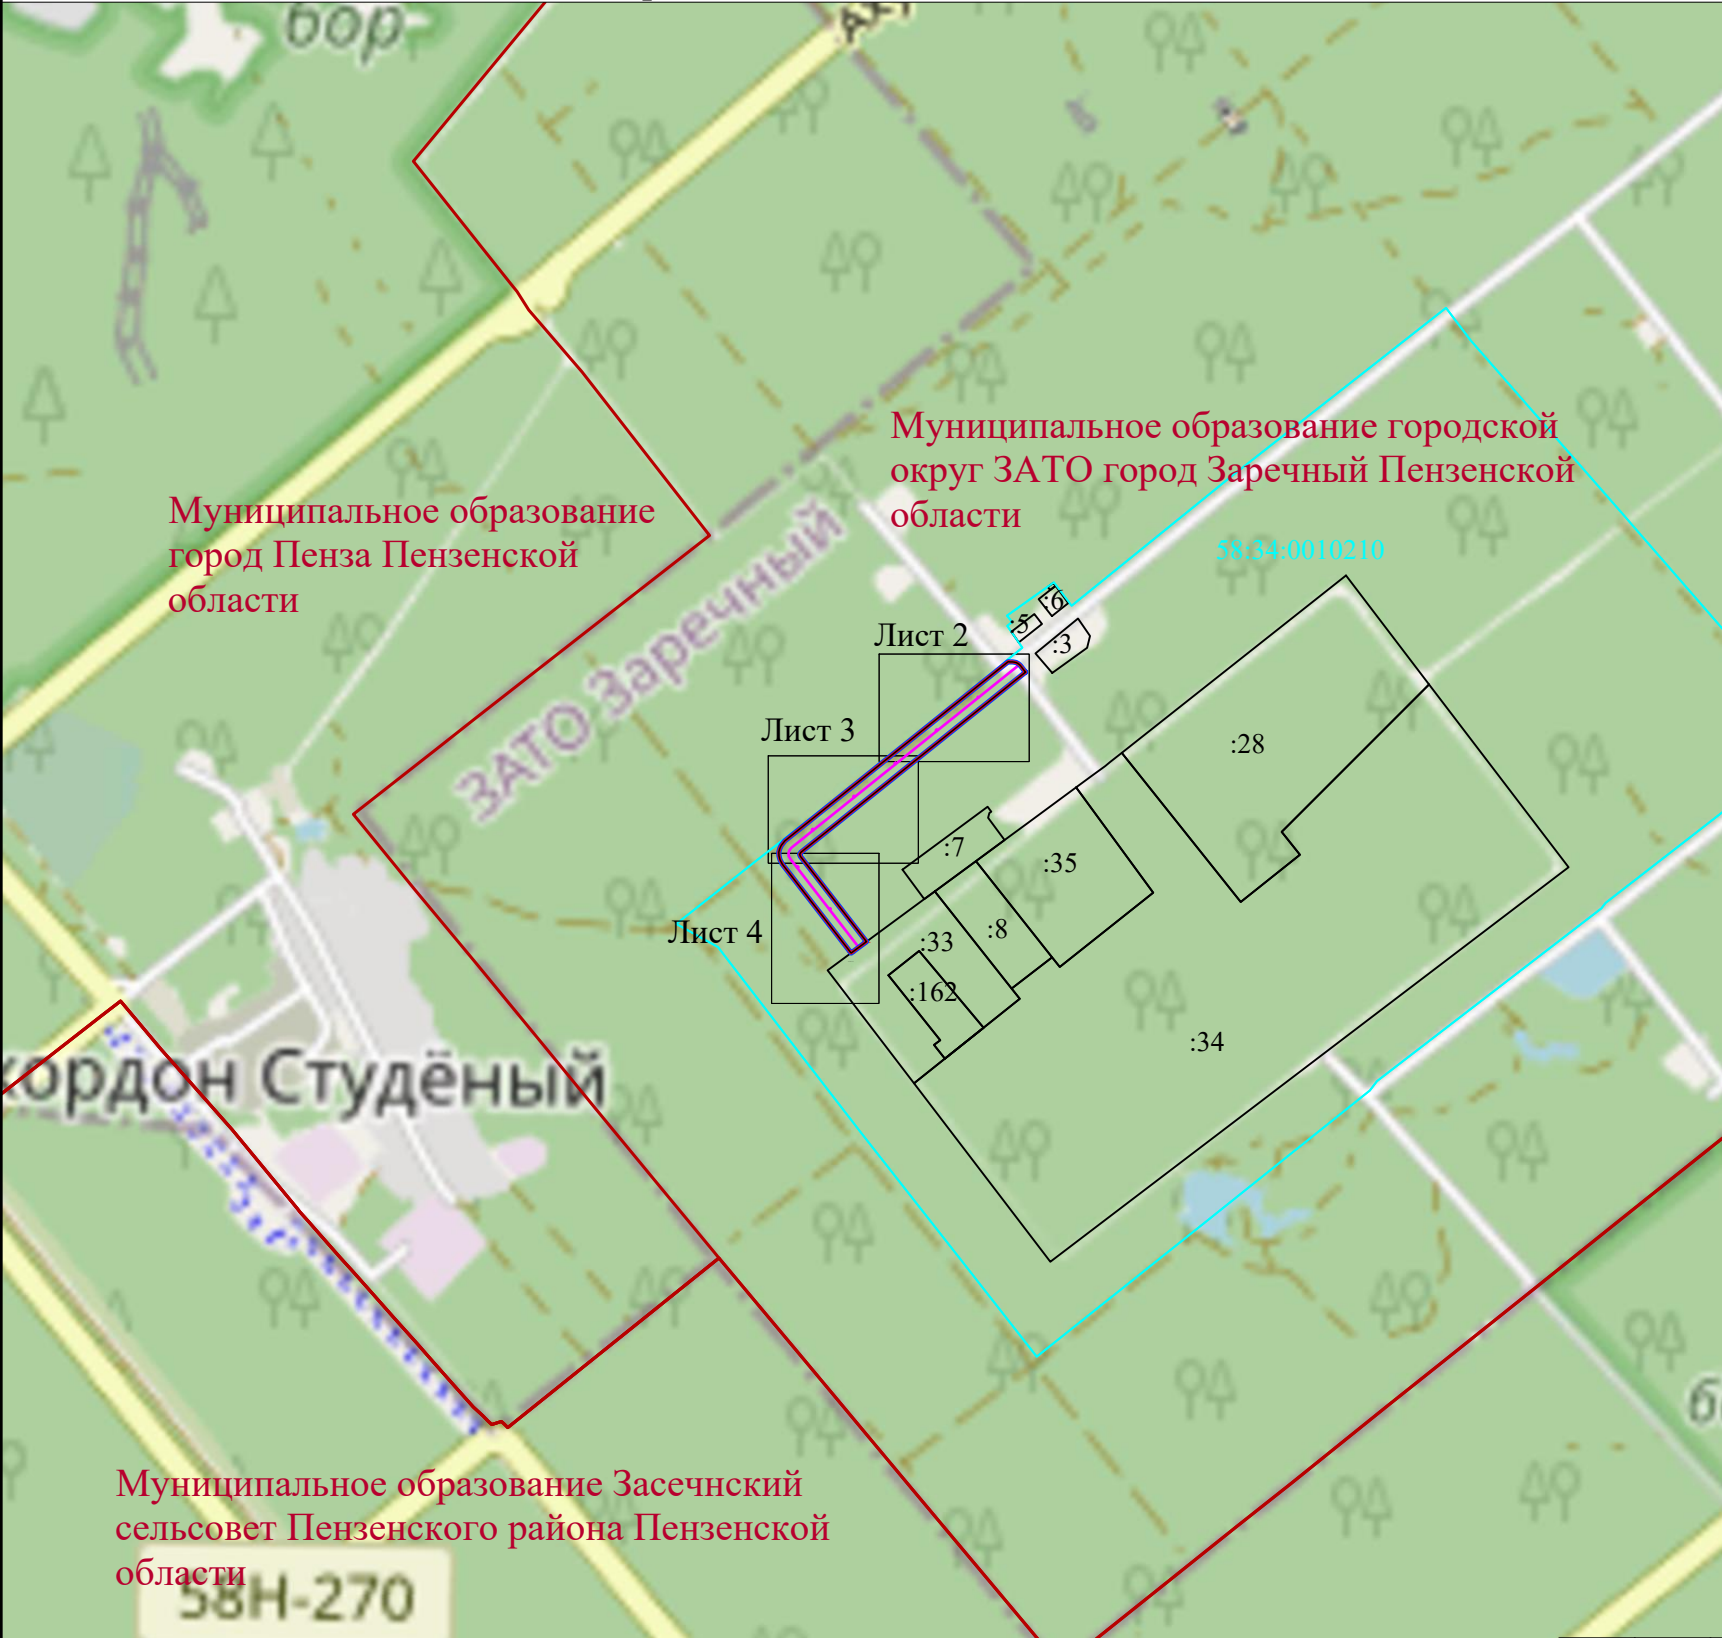 бор
Муниципальное образование городской
округ ЗАТО город Заречный Пензенской
области
Муниципальное образование
город Пенза Пензенской
области
58:34:0010210
ЗАТО Заречный
:6
:5
:3
Лист 2
Лист 3
:28
:7
:35
Лист 4
:33
:8
:162
:34
кордон Студёный
Муниципальное образование Засечнский
сельсовет Пензенского района Пензенской
области
58Н-270